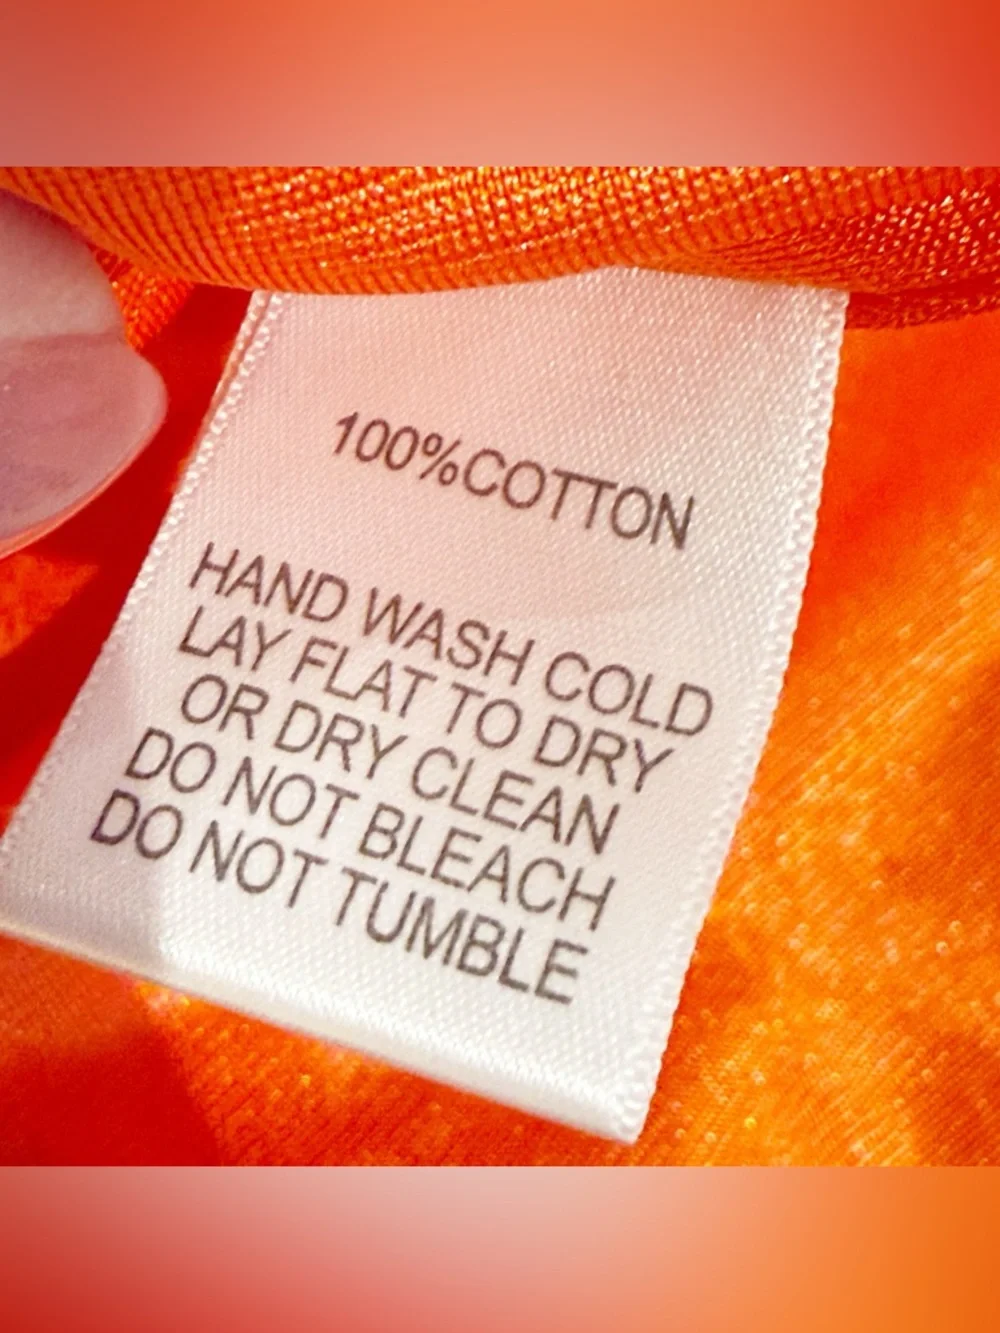 100%COTTON
HAND WASH COLD
LAY FLAT TO DRY
OR DRY CLEAN
DO NOT BLEACH
DO NOT TUMBLE